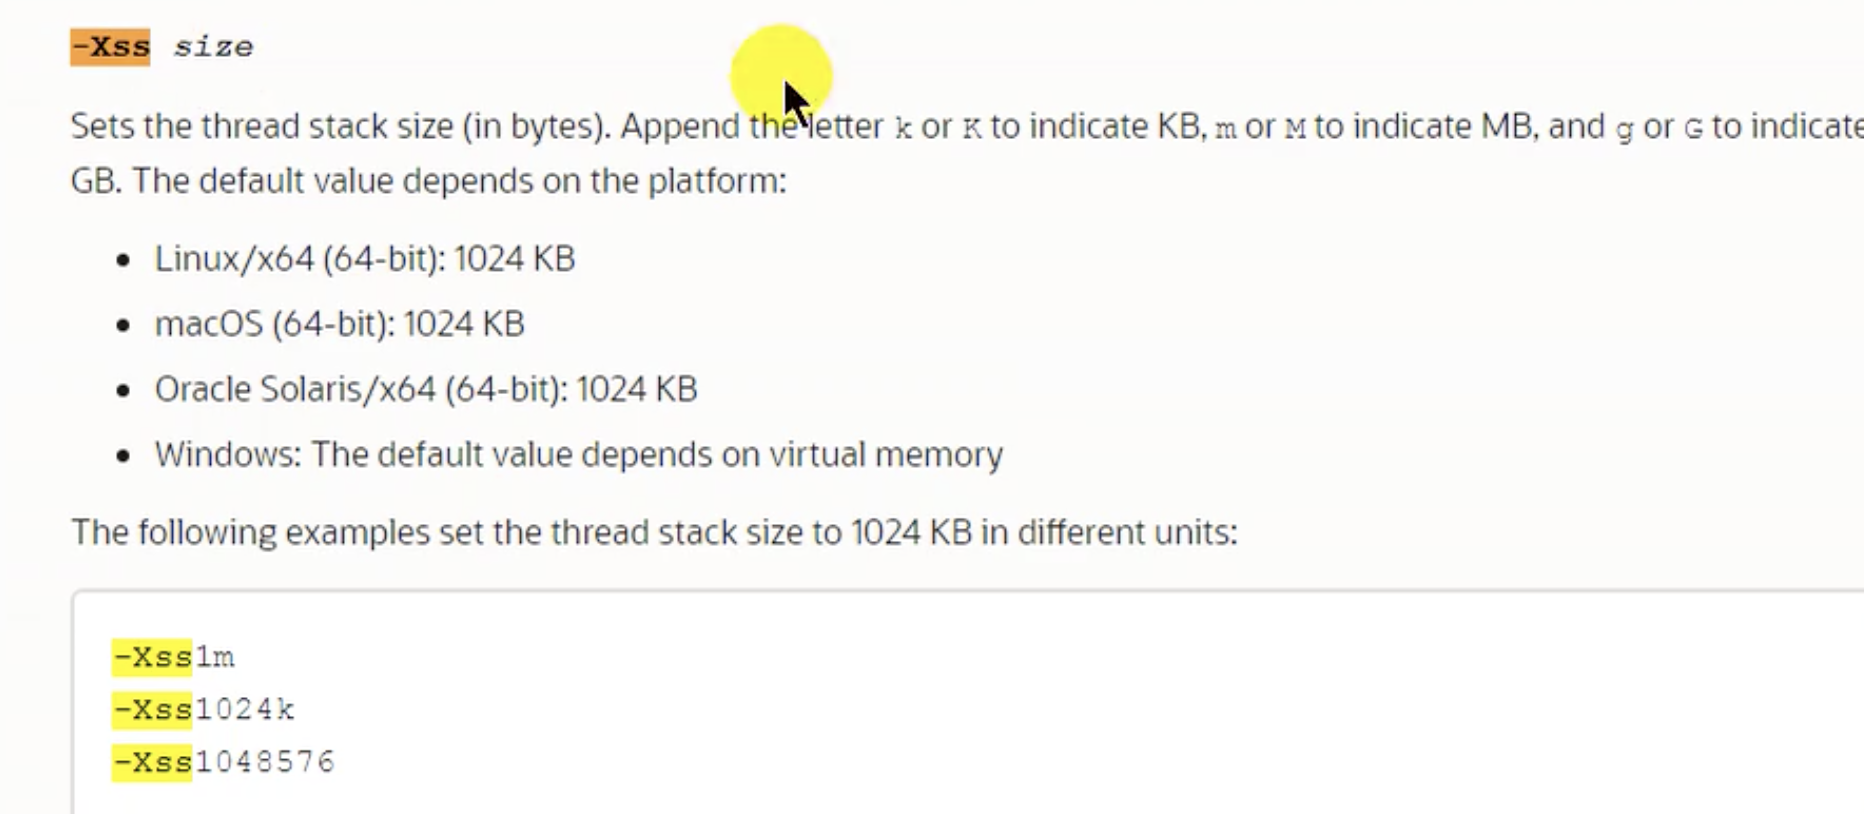 -Xss size
Sets the thread stack size (in bytes). Append the letter k or K to indicate KB, m or M to indicate MB, and g or G to indicate
GB. The default value depends on the platform:
• Linux/x64 (64-bit): 1024 KB
• macOS (64-bit): 1024 KB
• Oracle Solaris/x64 (64-bit): 1024 KB
• Windows: The default value depends on virtual memory
The following examples set the thread stack size to 1024 KB in different units:
-Xss1m
-Xss1024k
-Xss1048576